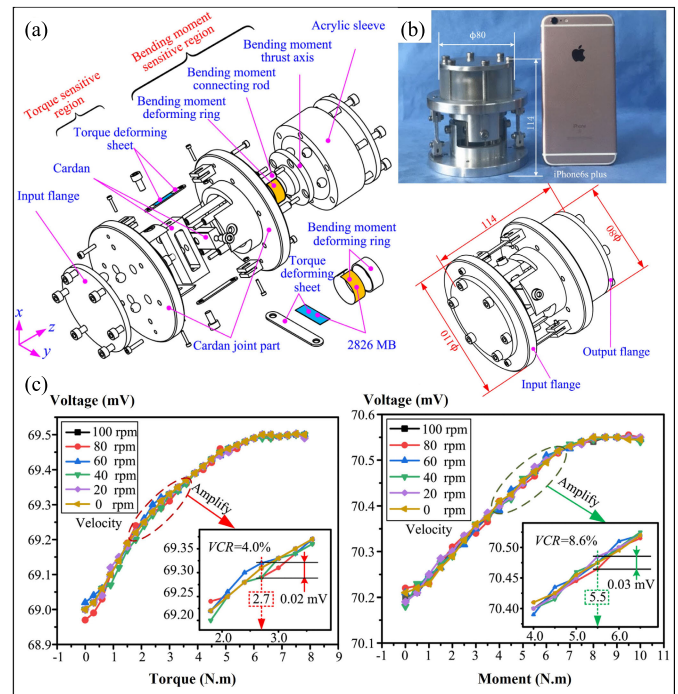 (a)
Torque sensitive
region
Bending moment
sensitive region
Bending moment
thrust axis
Bending moment
connecting rod
Bending moment
deforming ring
Acrylic sleeve
Torque deforming
sheet
Cardan
Input flange
Bending moment
deforming ring
Torque
deforming
sheet
Cardan joint part
2826 MB
x
z
y
(b)
ϕ80
114
iPhone6s plus
114
ϕ80
ϕ110
Output flange
Input flange
(c)
Voltage (mV)
69.5
69.4
69.3
69.2
69.1
69.0
68.9
100 rpm
80 rpm
60 rpm
40 rpm
20 rpm
0 r.pm
Velocity
Amplify
VCR=4.0%
69.35
69.30
69.25
69.20
2.7
0.02 mV
2.0 3.0
-1 0 1 2 3 4 5 6 7 8 9
Torque (N.m)
Voltage (mV)
70.6
70.5
70.4
70.3
70.2
70.1
100 rpm
80 rpm
60 rpm
40 rpm
20 rpm
0 r.pm
Velocity
Amplify
VCR=8.6%
70.50
70.45
70.40
5.5
0.03 mV
4.0 5.0 6.0
-1 0 1 2 3 4 5 6 7 8 9 10 11
Moment (N.m)